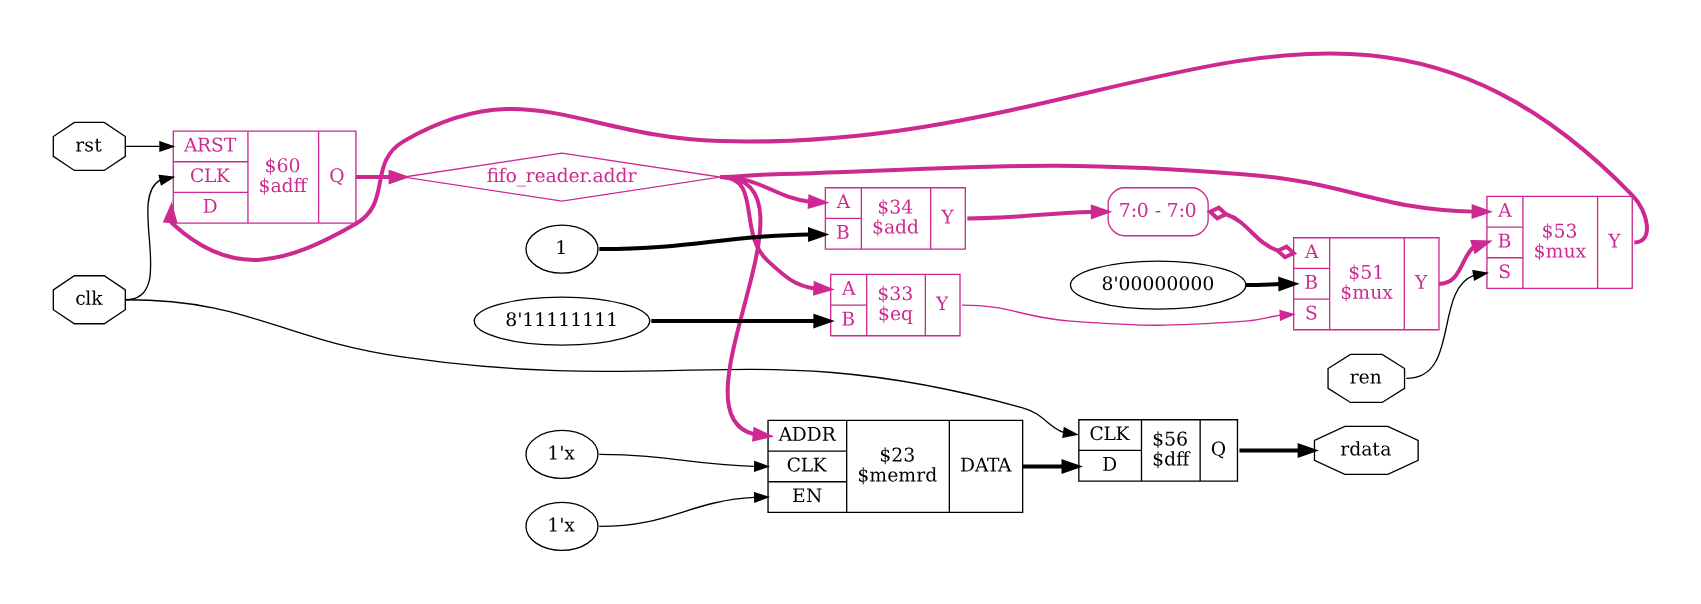 rst
clk
ARST
CLK
D
$60
$adff
Q
fifo_reader.addr
1
8'11111111
A
B
$34
$add
Y
A
B
$33
$eq
Y
7:0 - 7:0
8'00000000
A
B
S
$51
$mux
Y
A
B
S
$53
$mux
Y
ren
1'x
1'x
ADDR
CLK
EN
$23
$memrd
DATA
CLK
D
$56
$dff
Q
rdata